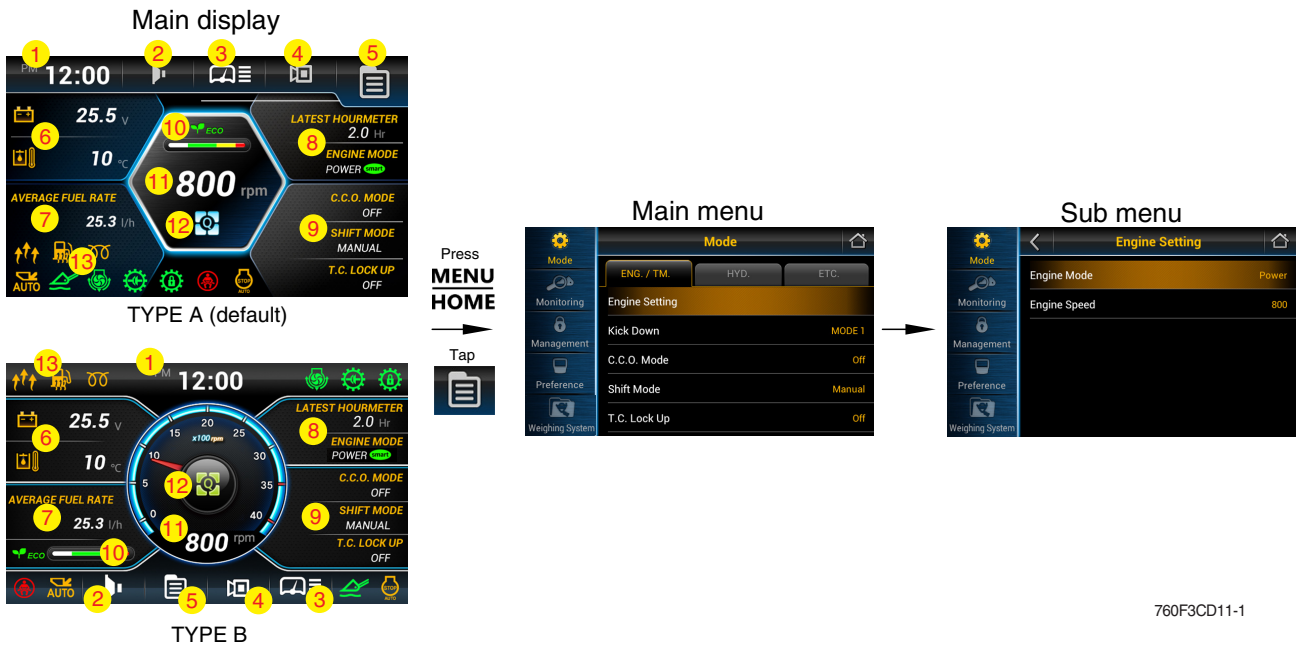 Main display
1
2
3
4
5
PM 12:00
25.5 V
6
10 °C
10
ECO
11
800 rpm
12
Q
LATEST HOURMETER
2.0 Hr
8
ENGINE MODE
POWER smart
AVERAGE FUEL RATE
7
25.3 l/h
C.C.O. MODE
OFF
9
SHIFT MODE
MANUAL
T.C. LOCK UP
OFF
13
AUTO
STOP
AUTO
TYPE A (default)
Press
MENU
HOME
Tap
Main menu
Mode
Monitoring
Management
Preference
Weighing System
Mode
ENG. / TM.
HYD.
ETC.
Engine Setting
Kick Down MODE 1
C.C.O. Mode Off
Shift Mode Manual
T.C. Lock Up Off
Sub menu
Mode
Monitoring
Management
Preference
Weighing System
Engine Setting
Engine Mode Power
Engine Speed 800
13
1
PM 12:00
25.5 V
6
10 °C
20
15
25
x100 rpm
10
30
5
35
0
40
12
Q
11
800 rpm
LATEST HOURMETER
2.0 Hr
8
ENGINE MODE
POWER smart
AVERAGE FUEL RATE
7
25.3 l/h
ECO
10
C.C.O. MODE
OFF
9
SHIFT MODE
MANUAL
T.C. LOCK UP
OFF
AUTO
2
5
4
3
STOP
AUTO
TYPE B
760F3CD11-1